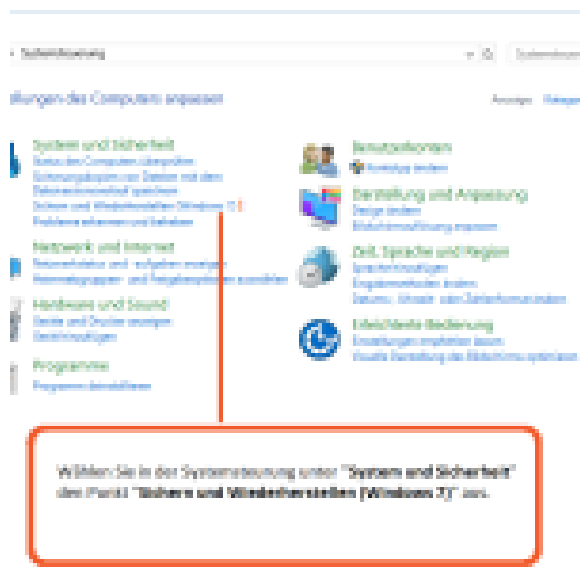 Systemsteuerung
llungen des Computers anpassen
Anzeige: Kategor
System und Sicherheit
Status des Computers überprüfen
Sicherungskopien von Dateien mit dem
Dateiversionsverlauf speichern
Sichern und Wiederherstellen (Windows 7)
Probleme erkennen und beheben
Netzwerk und Internet
Netzwerkstatus und -aufgaben anzeigen
Heimnetzgruppen- und Freigabeoptionen auswählen
Hardware und Sound
Geräte und Drucker anzeigen
Gerät hinzufügen
Programme
Programm deinstallieren
Benutzerkonten
Kontotyp ändern
Darstellung und Anpassung
Design ändern
Bildschirmauflösung anpassen
Zeit, Sprache und Region
Sprache hinzufügen
Eingabemethoden ändern
Datums-, Uhrzeit- oder Zahlenformat ändern
Erleichterte Bedienung
Einstellungen empfehlen lassen
Visuelle Darstellung des Bildschirms optimieren
Wählen Sie in der Systemsteuerung unter "System und Sicherheit"
den Punkt "Sichern und Wiederherstellen (Windows 7)" aus.